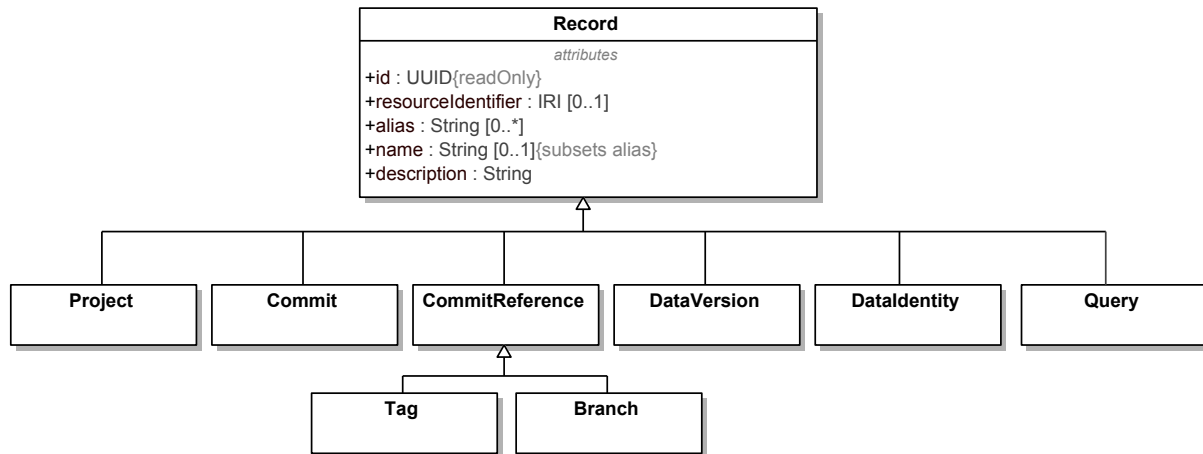 Record
attributes
+id : UUID{readOnly}
+resourceIdentifier : IRI [0..1]
+alias : String [0..*]
+name : String [0..1]{subsets alias}
+description : String
Project Commit CommitReference DataVersion DataIdentity Query
Tag Branch